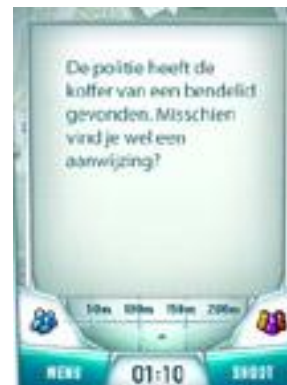 De politie heeft de
koffer van een bendelid
gevonden. Misschien
vind je wel een
aanwijzing?
50m 100m 150m 200m
MENU 01:10 SHOOT